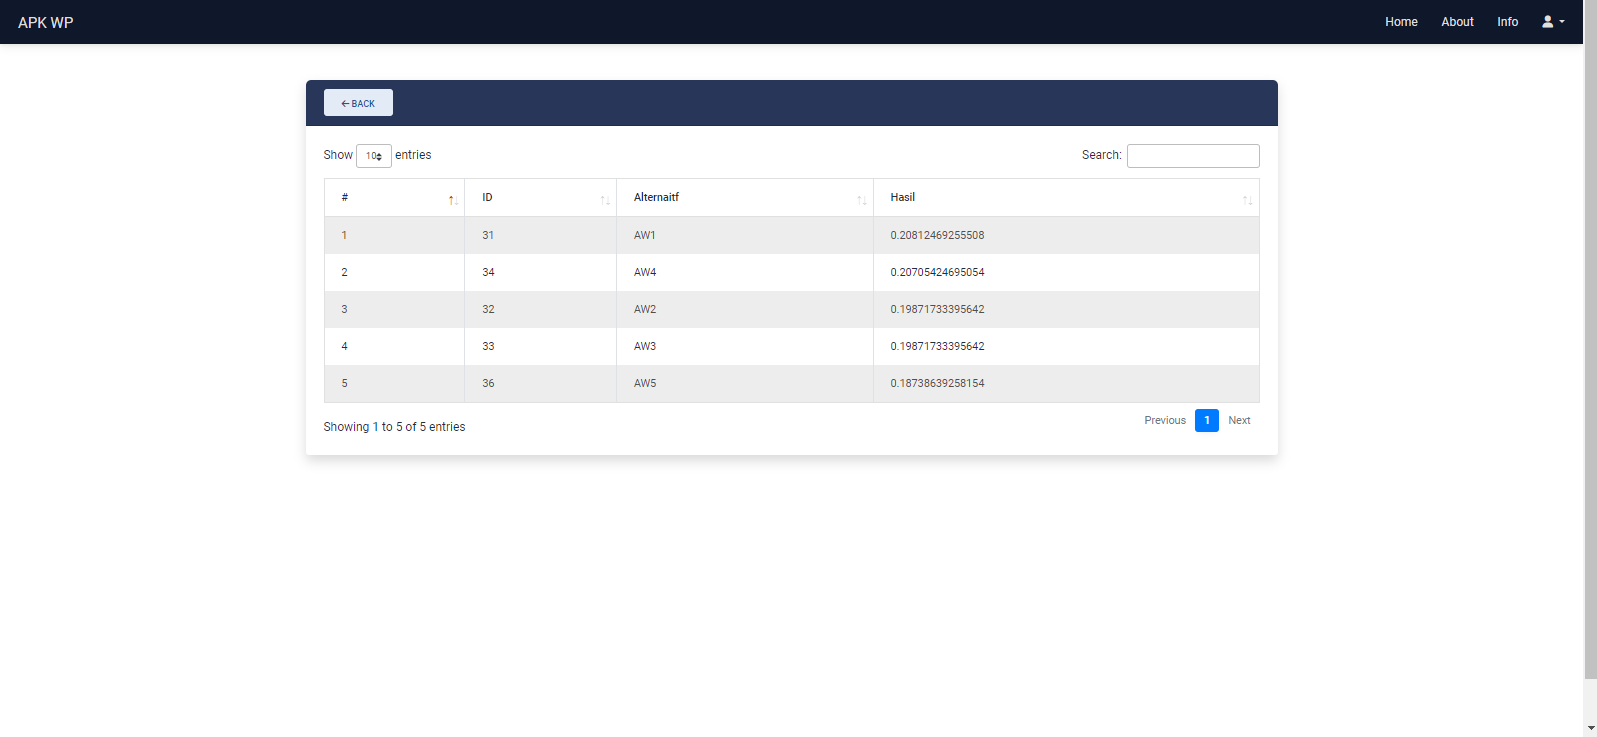 APK WP Home About Info
BACK
Show 10 entries Search:
# ID Alternaitf Hasil
1 31 AW1 0.20812469255508
2 34 AW4 0.20705424695054
3 32 AW2 0.19871733395642
4 33 AW3 0.19871733395642
5 36 AW5 0.18738639258154
Showing 1 to 5 of 5 entries Previous 1 Next